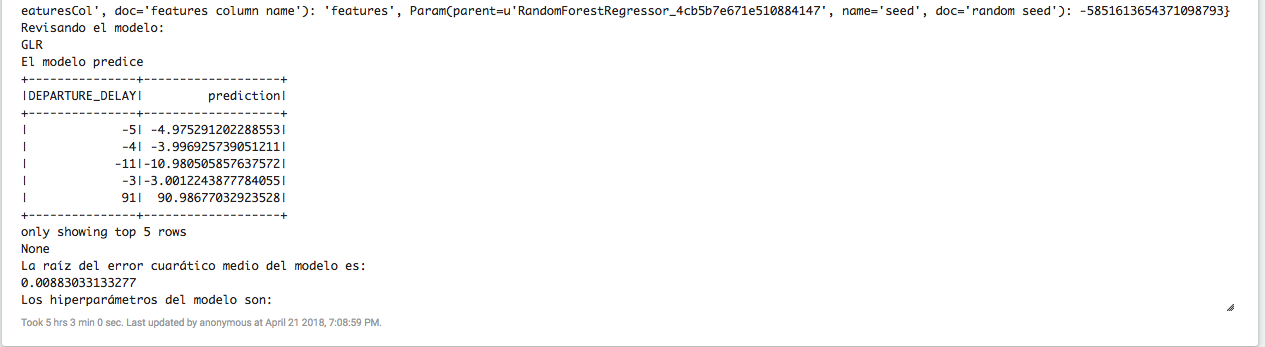 eaturesCol', doc='features column name'): 'features', Param(parent=u'RandomForestRegressor_4cb5b7e671e510884147', name='seed', doc='random seed'): -5851613654371098793}
Revisando el modelo:
GLR
El modelo predice
+---------------+-------------------+
|DEPARTURE_DELAY|         prediction|
+---------------+-------------------+
|             -5| -4.975291202288553|
|             -4| -3.996925739051211|
|            -11|-10.980505857637572|
|             -3|-3.0012243877784055|
|             91|  90.98677032923528|
+---------------+-------------------+
only showing top 5 rows
None
La raíz del error cuarático medio del modelo es:
0.00883033133277
Los hiperparámetros del modelo son:
Took 5 hrs 3 min 0 sec. Last updated by anonymous at April 21 2018, 7:08:59 PM.